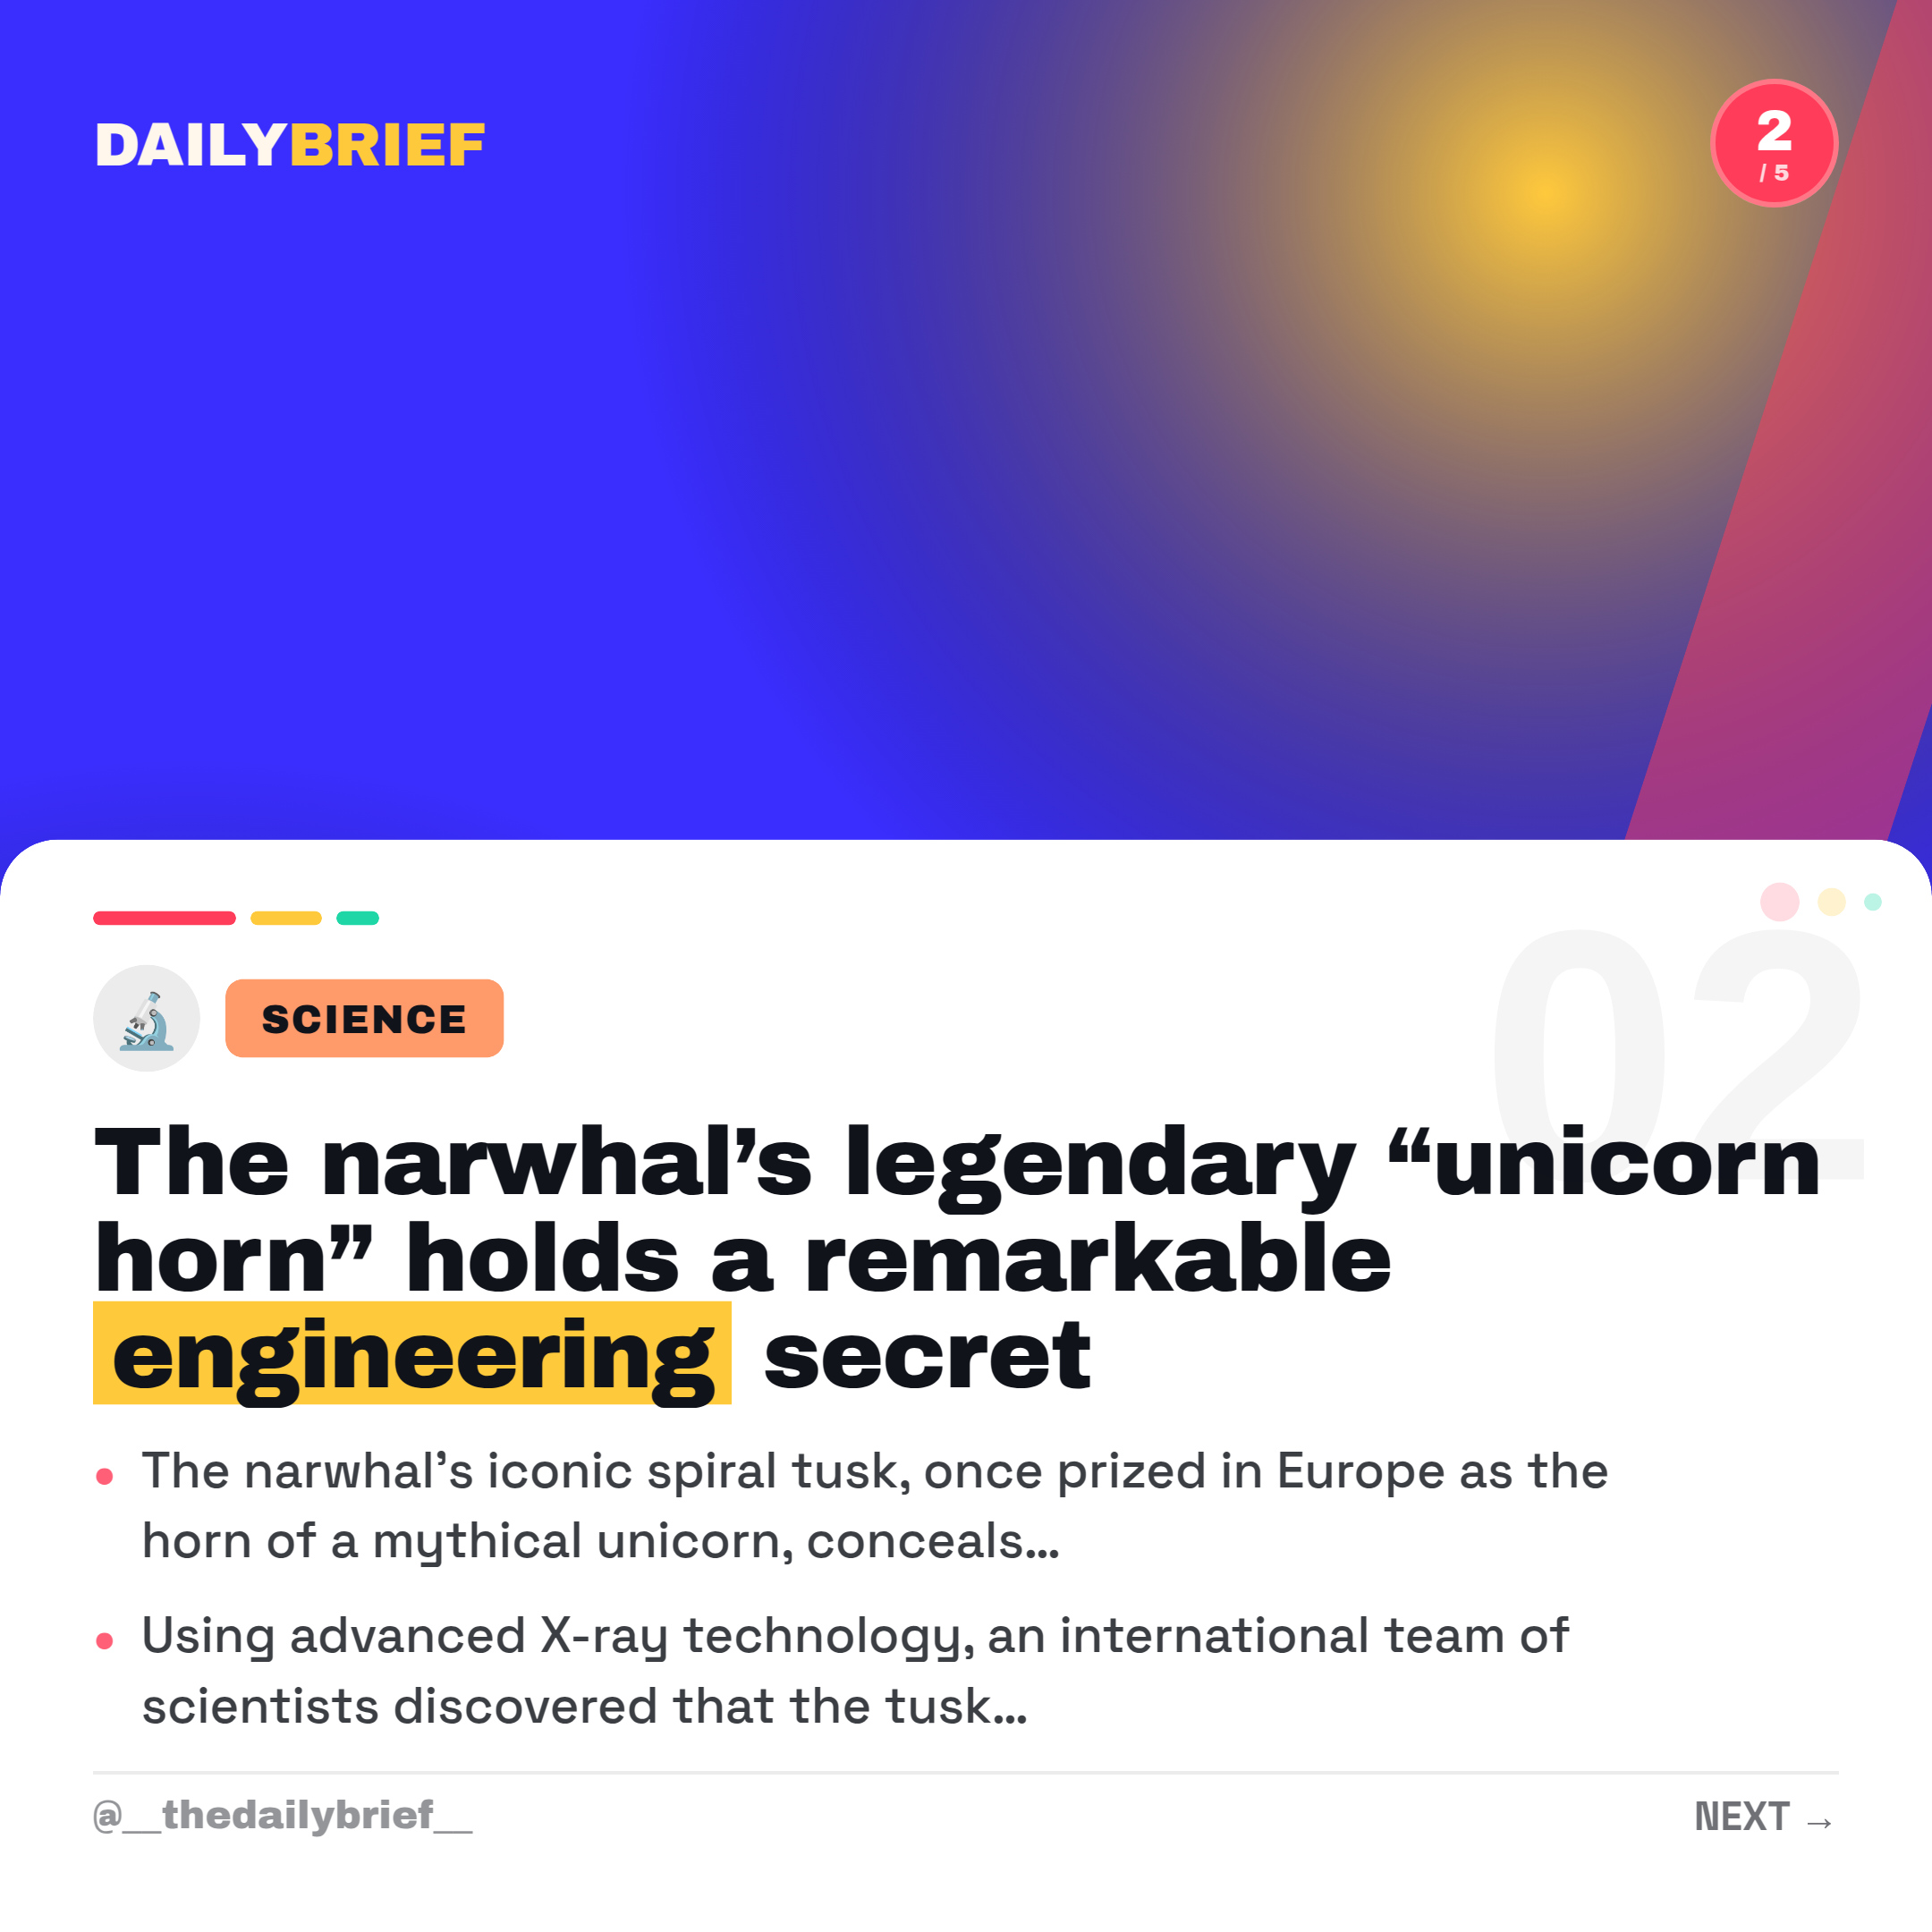 DAILYBRIEF
2
/ 5
02
SCIENCE
The narwhal’s legendary “unicorn
horn” holds a remarkable
engineering secret
• The narwhal’s iconic spiral tusk, once prized in Europe as the
horn of a mythical unicorn, conceals…
• Using advanced X-ray technology, an international team of
scientists discovered that the tusk…
@__thedailybrief__
NEXT →